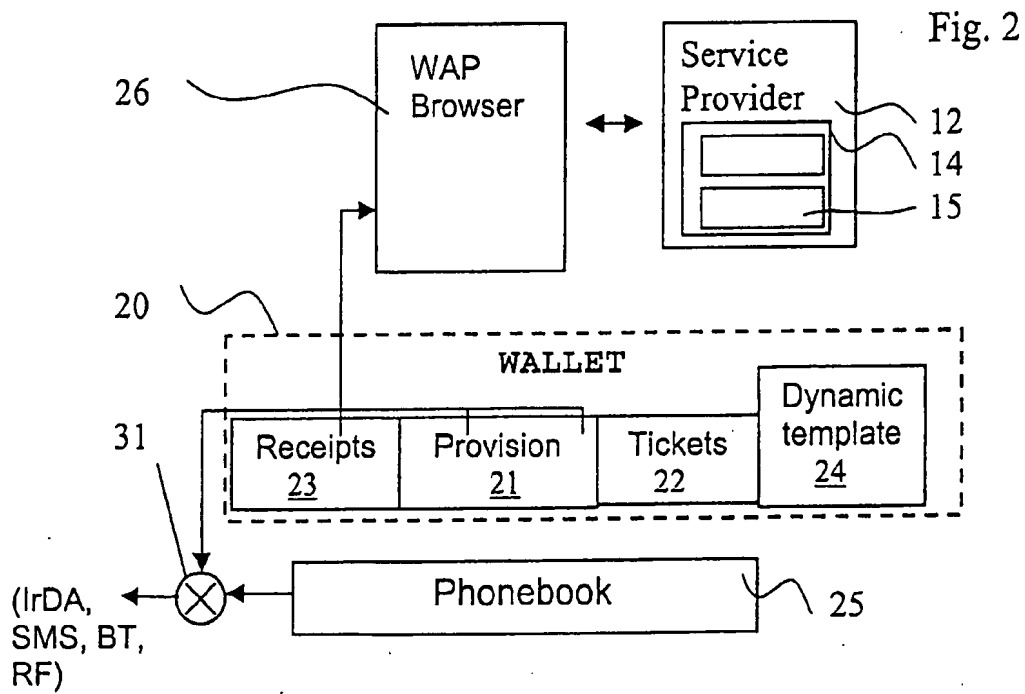 Fig. 2
WAP
Browser
Service
Provider
26
12
14
15
20
WALLET
Dynamic
template
24
31
Receipts
23
Provision
21
Tickets
22
Phonebook
25
(IrDA,
SMS, BT,
RF)